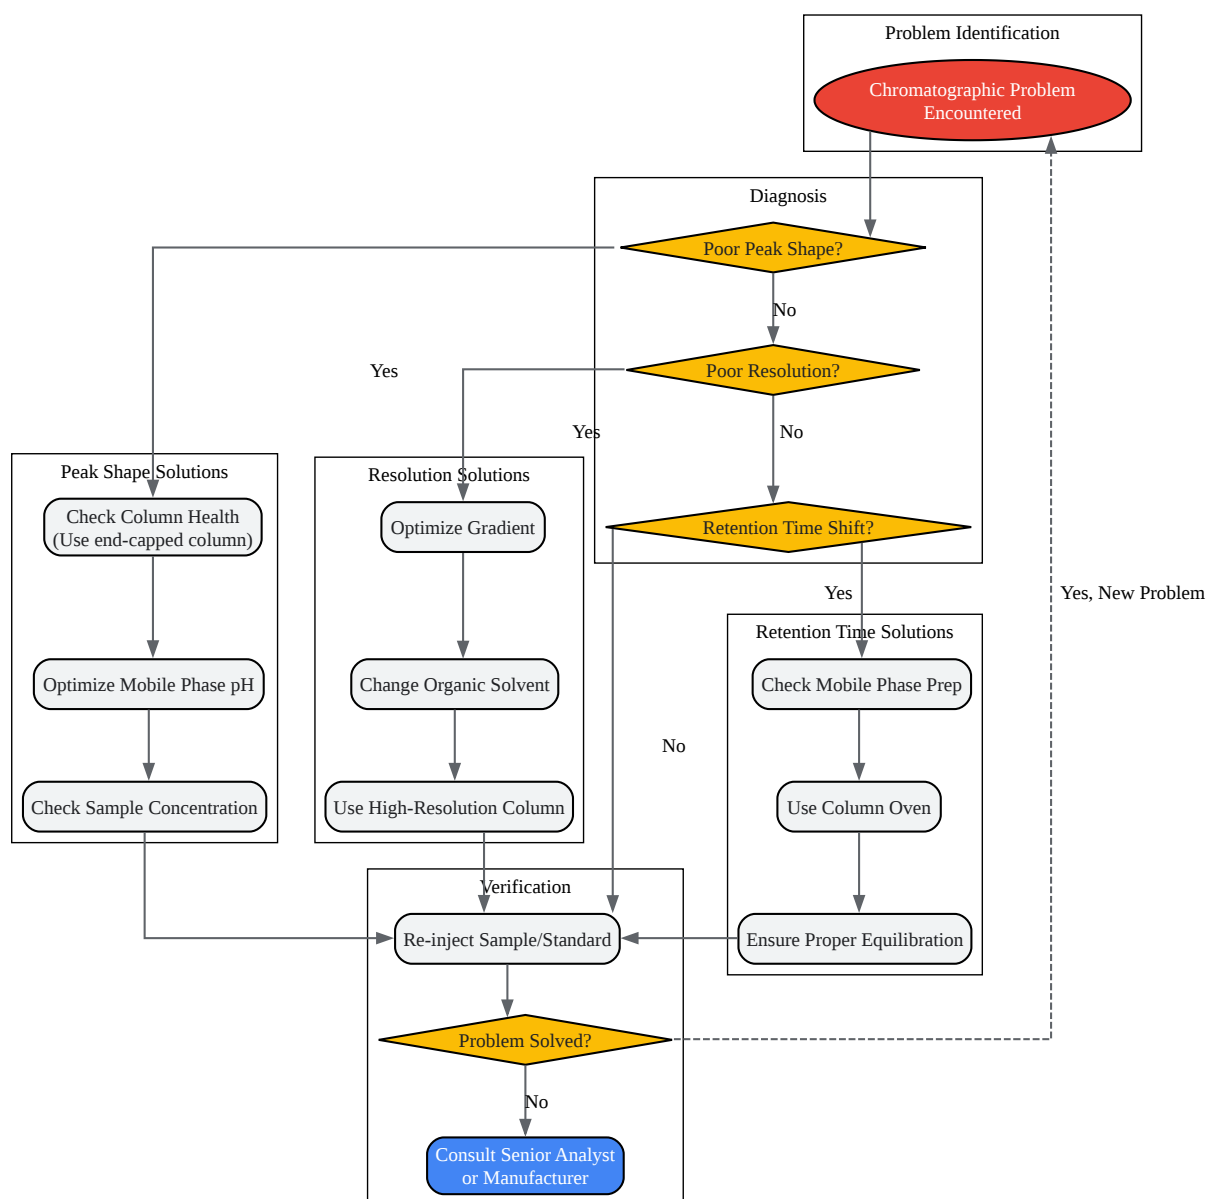 Problem Identification
Chromatographic Problem
Encountered
Diagnosis
Poor Peak Shape?
No
Yes
Poor Resolution?
Yes
No
Peak Shape Solutions
Resolution Solutions
Check Column Health
(Use end-capped column)
Optimize Gradient
Retention Time Shift?
Yes
Yes, New Problem
Retention Time Solutions
Optimize Mobile Phase pH
Change Organic Solvent
Check Mobile Phase Prep
No
Check Sample Concentration
Use High-Resolution Column
Use Column Oven
Verification
Re-inject Sample/Standard
Ensure Proper Equilibration
Problem Solved?
No
Consult Senior Analyst
or Manufacturer